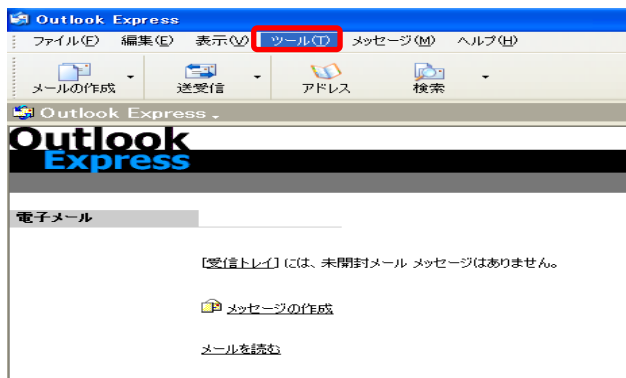 Outlook Express
ファイル(F) 編集(E) 表示(V) ツール(T) メッセージ(M) ヘルプ(H)
メールの作成 送受信 アドレス 検索
Outlook Express
Outlook
Express
電子メール
[受信トレイ] には、未開封メール メッセージはありません。
メッセージの作成
メールを読む